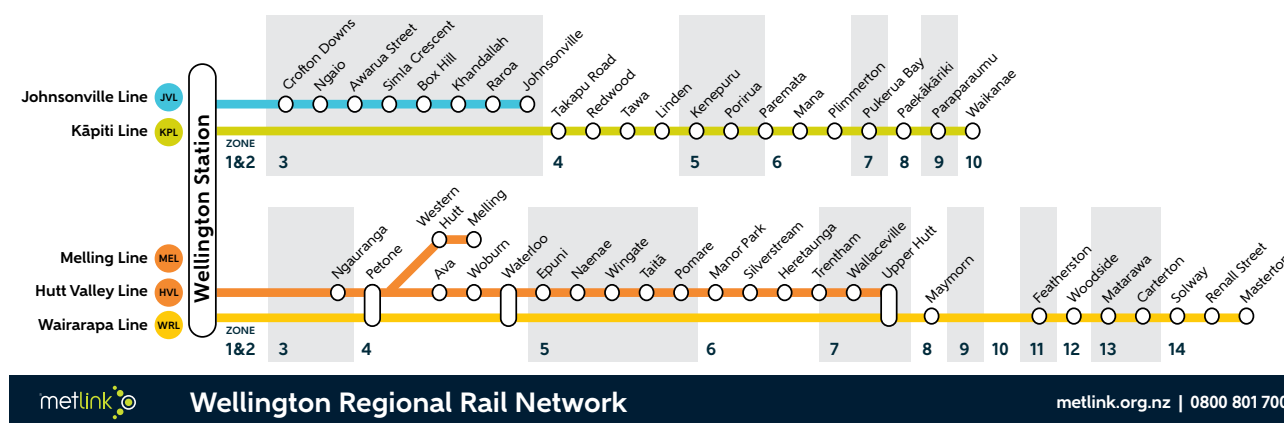 Crofton Downs
Ngaio
Awarua Street
Simla Crescent
Box Hill
Khandallah
Raroa
Johnsonville
Johnsonville Line JVL
Takapu Road
Redwood
Tawa
Linden
Kenepuru
Porirua
Paremata
Mana
Plimmerton
Pukerua Bay
Paekākāriki
Paraparaumu
Waikanae
Kāpiti Line KPL
ZONE
1&2 3 4 5 6 7 8 9 10
Wellington Station
Western
Hutt
Melling
Melling Line MEL
Ngauranga
Petone
Ava
Woburn
Waterloo
Epuni
Naenae
Wingate
Taitā
Pomare
Manor Park
Silverstream
Heretaunga
Trentham
Wallaceville
Upper Hutt
Hutt Valley Line HVL
Maymorn
Featherston
Woodside
Matarawa
Carterton
Solway
Renall Street
Masterton
Wairarapa Line WRL
ZONE
1&2 3 4 5 6 7 8 9 10 11 12 13 14
metlink Wellington Regional Rail Network metlink.org.nz | 0800 801 700